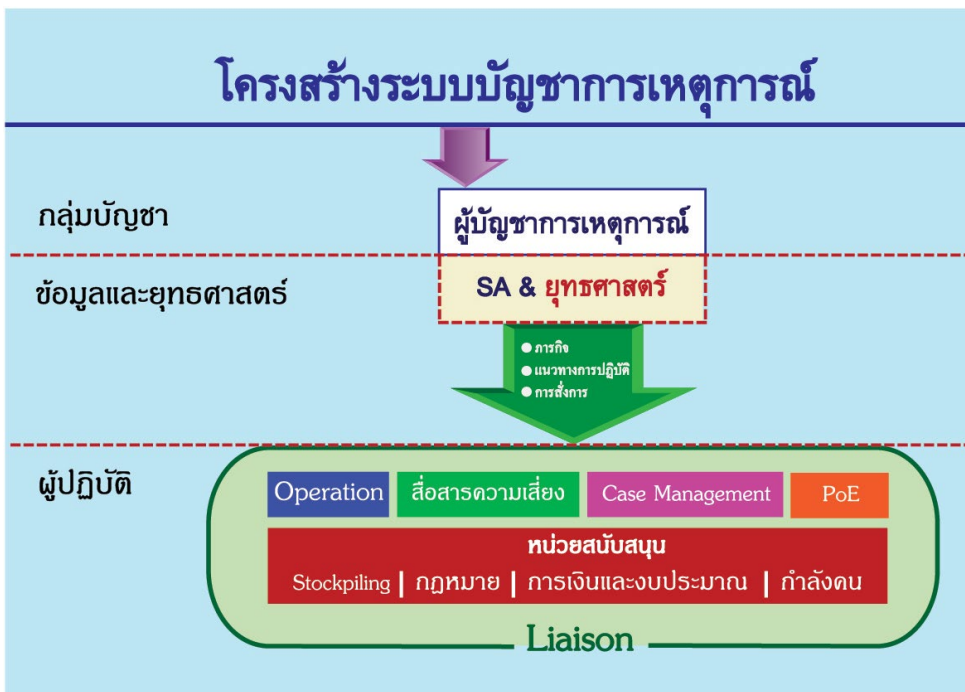 โครงสร้างระบบบัญชาการเหตุการณ์
กลุ่มบัญชา
ผู้บัญชาการเหตุการณ์
ข้อมูลและยุทธศาสตร์
SA & ยุทธศาสตร์
ภารกิจ
แนวทางการปฏิบัติ
การสั่งการ
ผู้ปฏิบัติ
Operation
สื่อสารความเสี่ยง
Case Management
PoE
หน่วยสนับสนุน
Stockpiling | กฎหมาย | การเงินและงบประมาณ | กำลังคน
Liaison